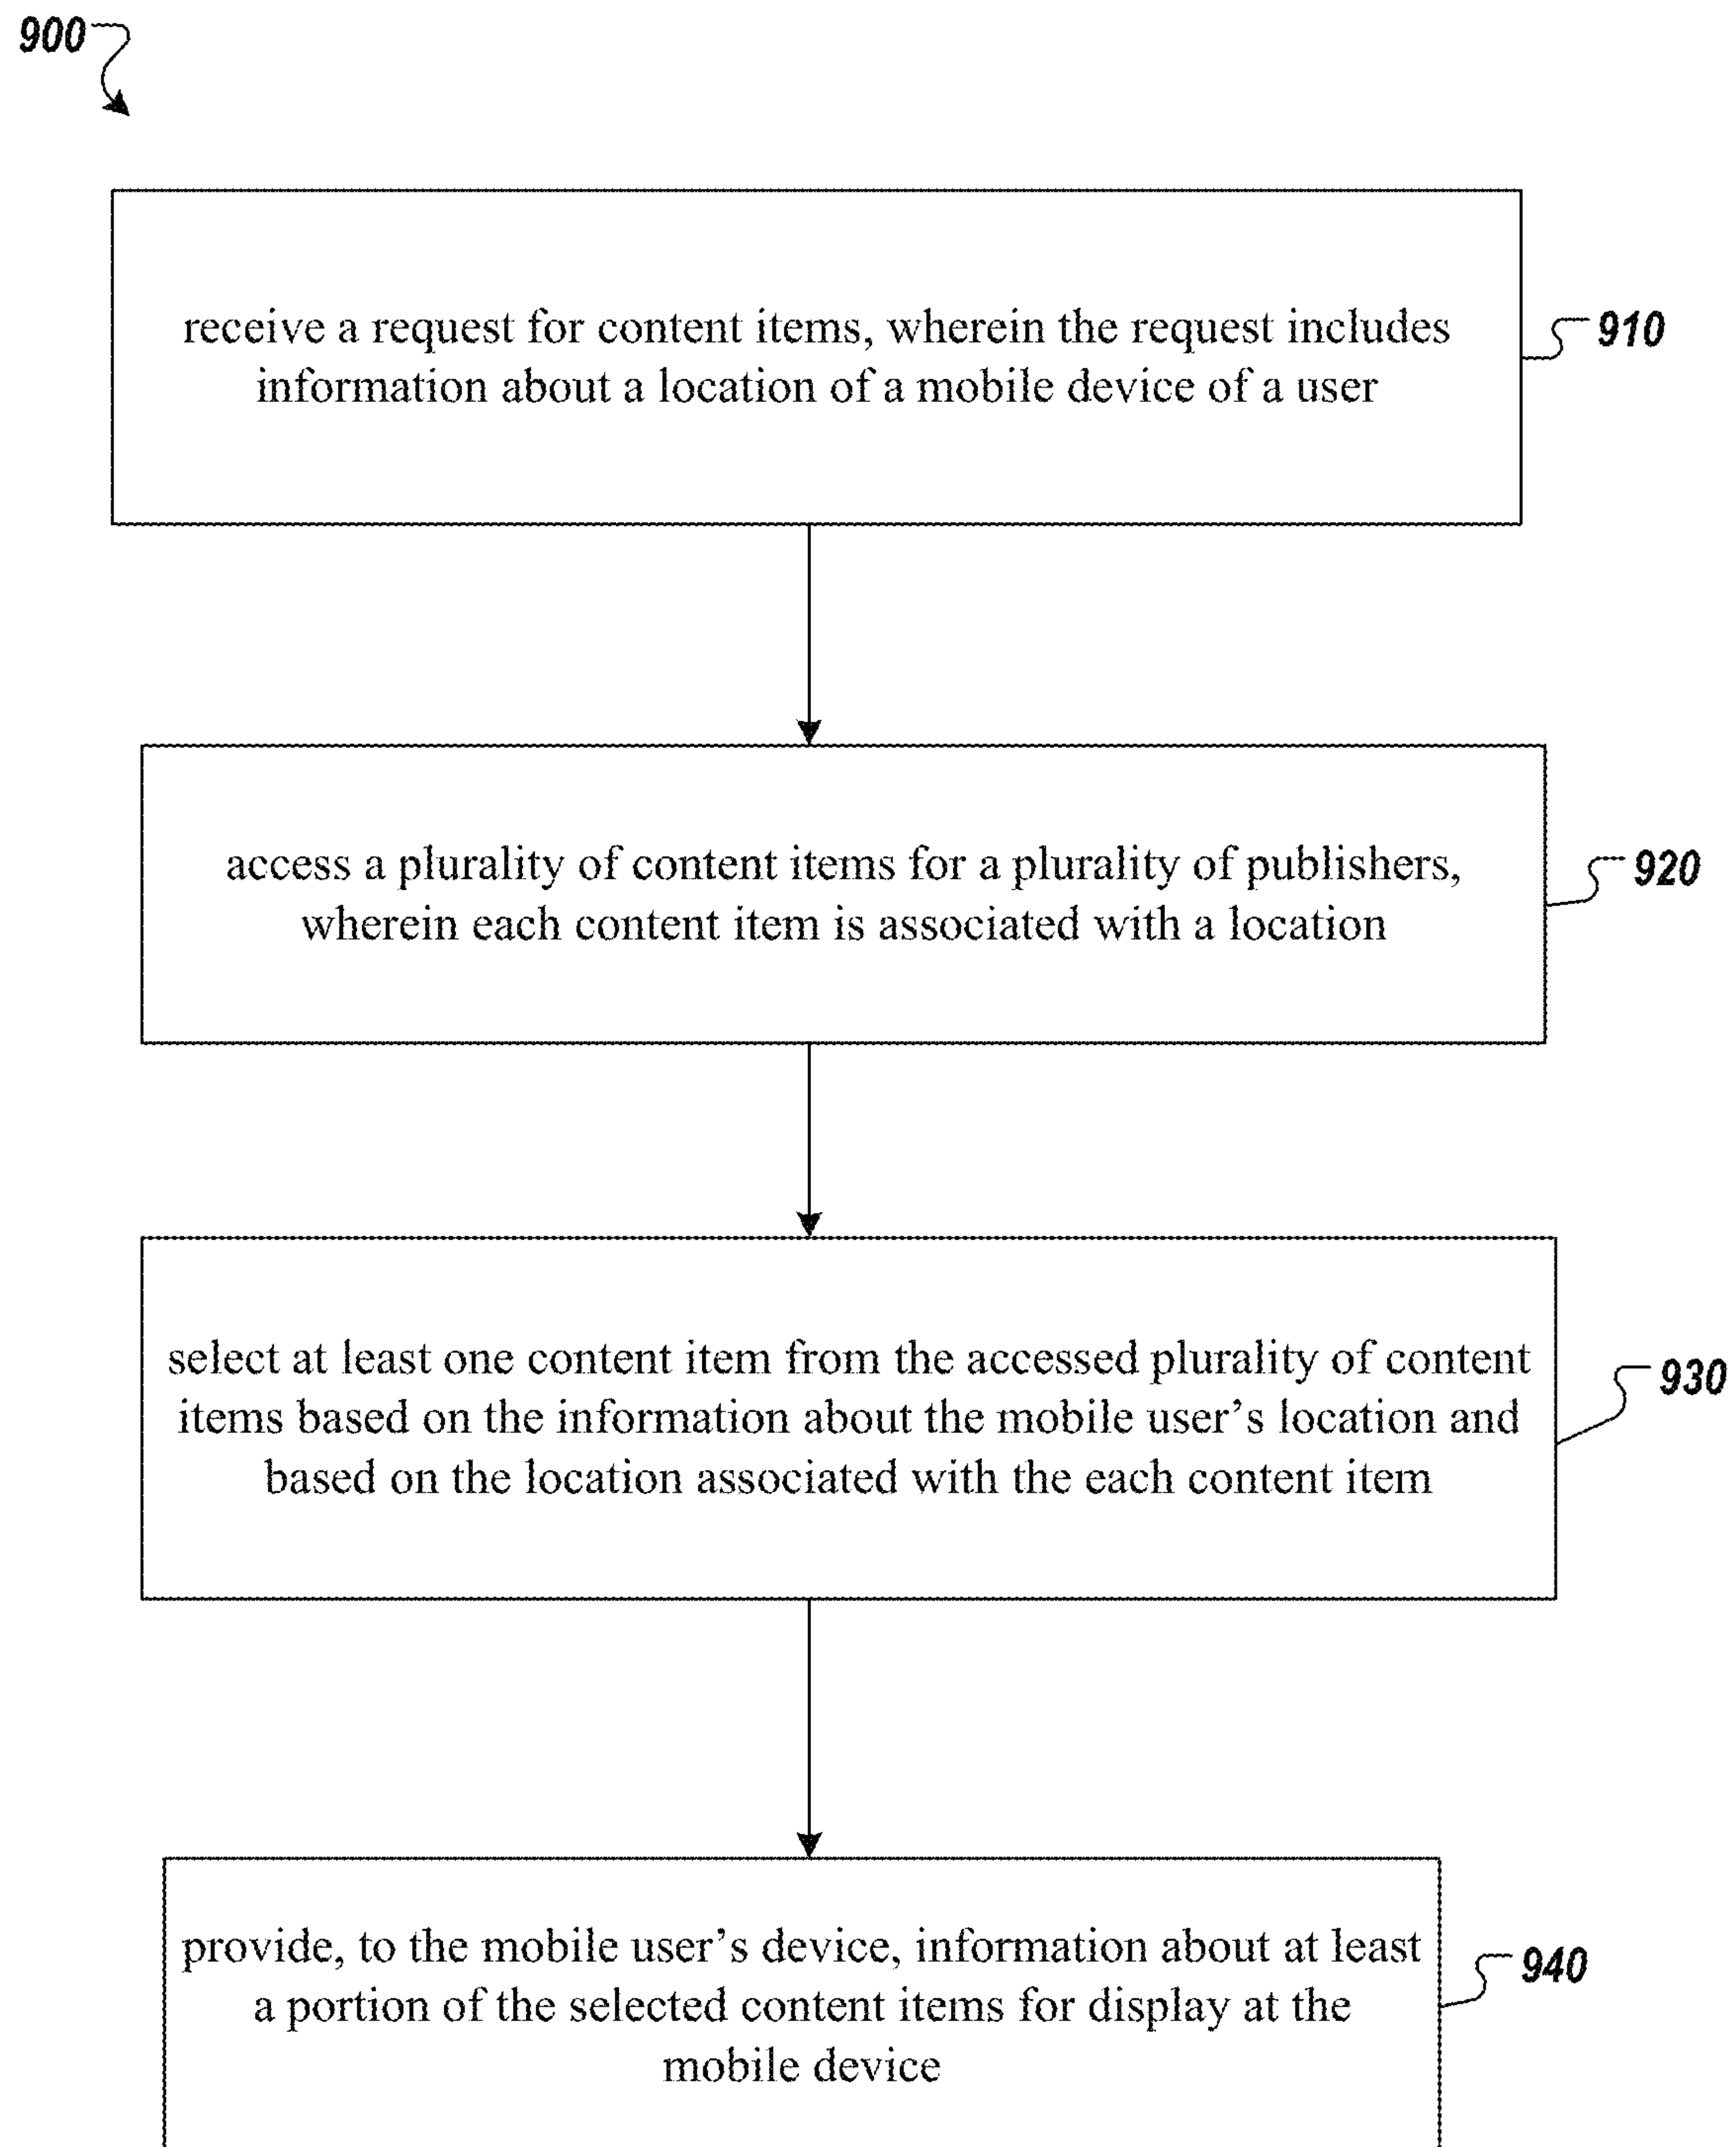 900
receive a request for content items, wherein the request includes
information about a location of a mobile device of a user
910
access a plurality of content items for a plurality of publishers,
wherein each content item is associated with a location
920
select at least one content item from the accessed plurality of content
items based on the information about the mobile user’s location and
based on the location associated with the each content item
930
provide, to the mobile user’s device, information about at least
a portion of the selected content items for display at the
mobile device
940